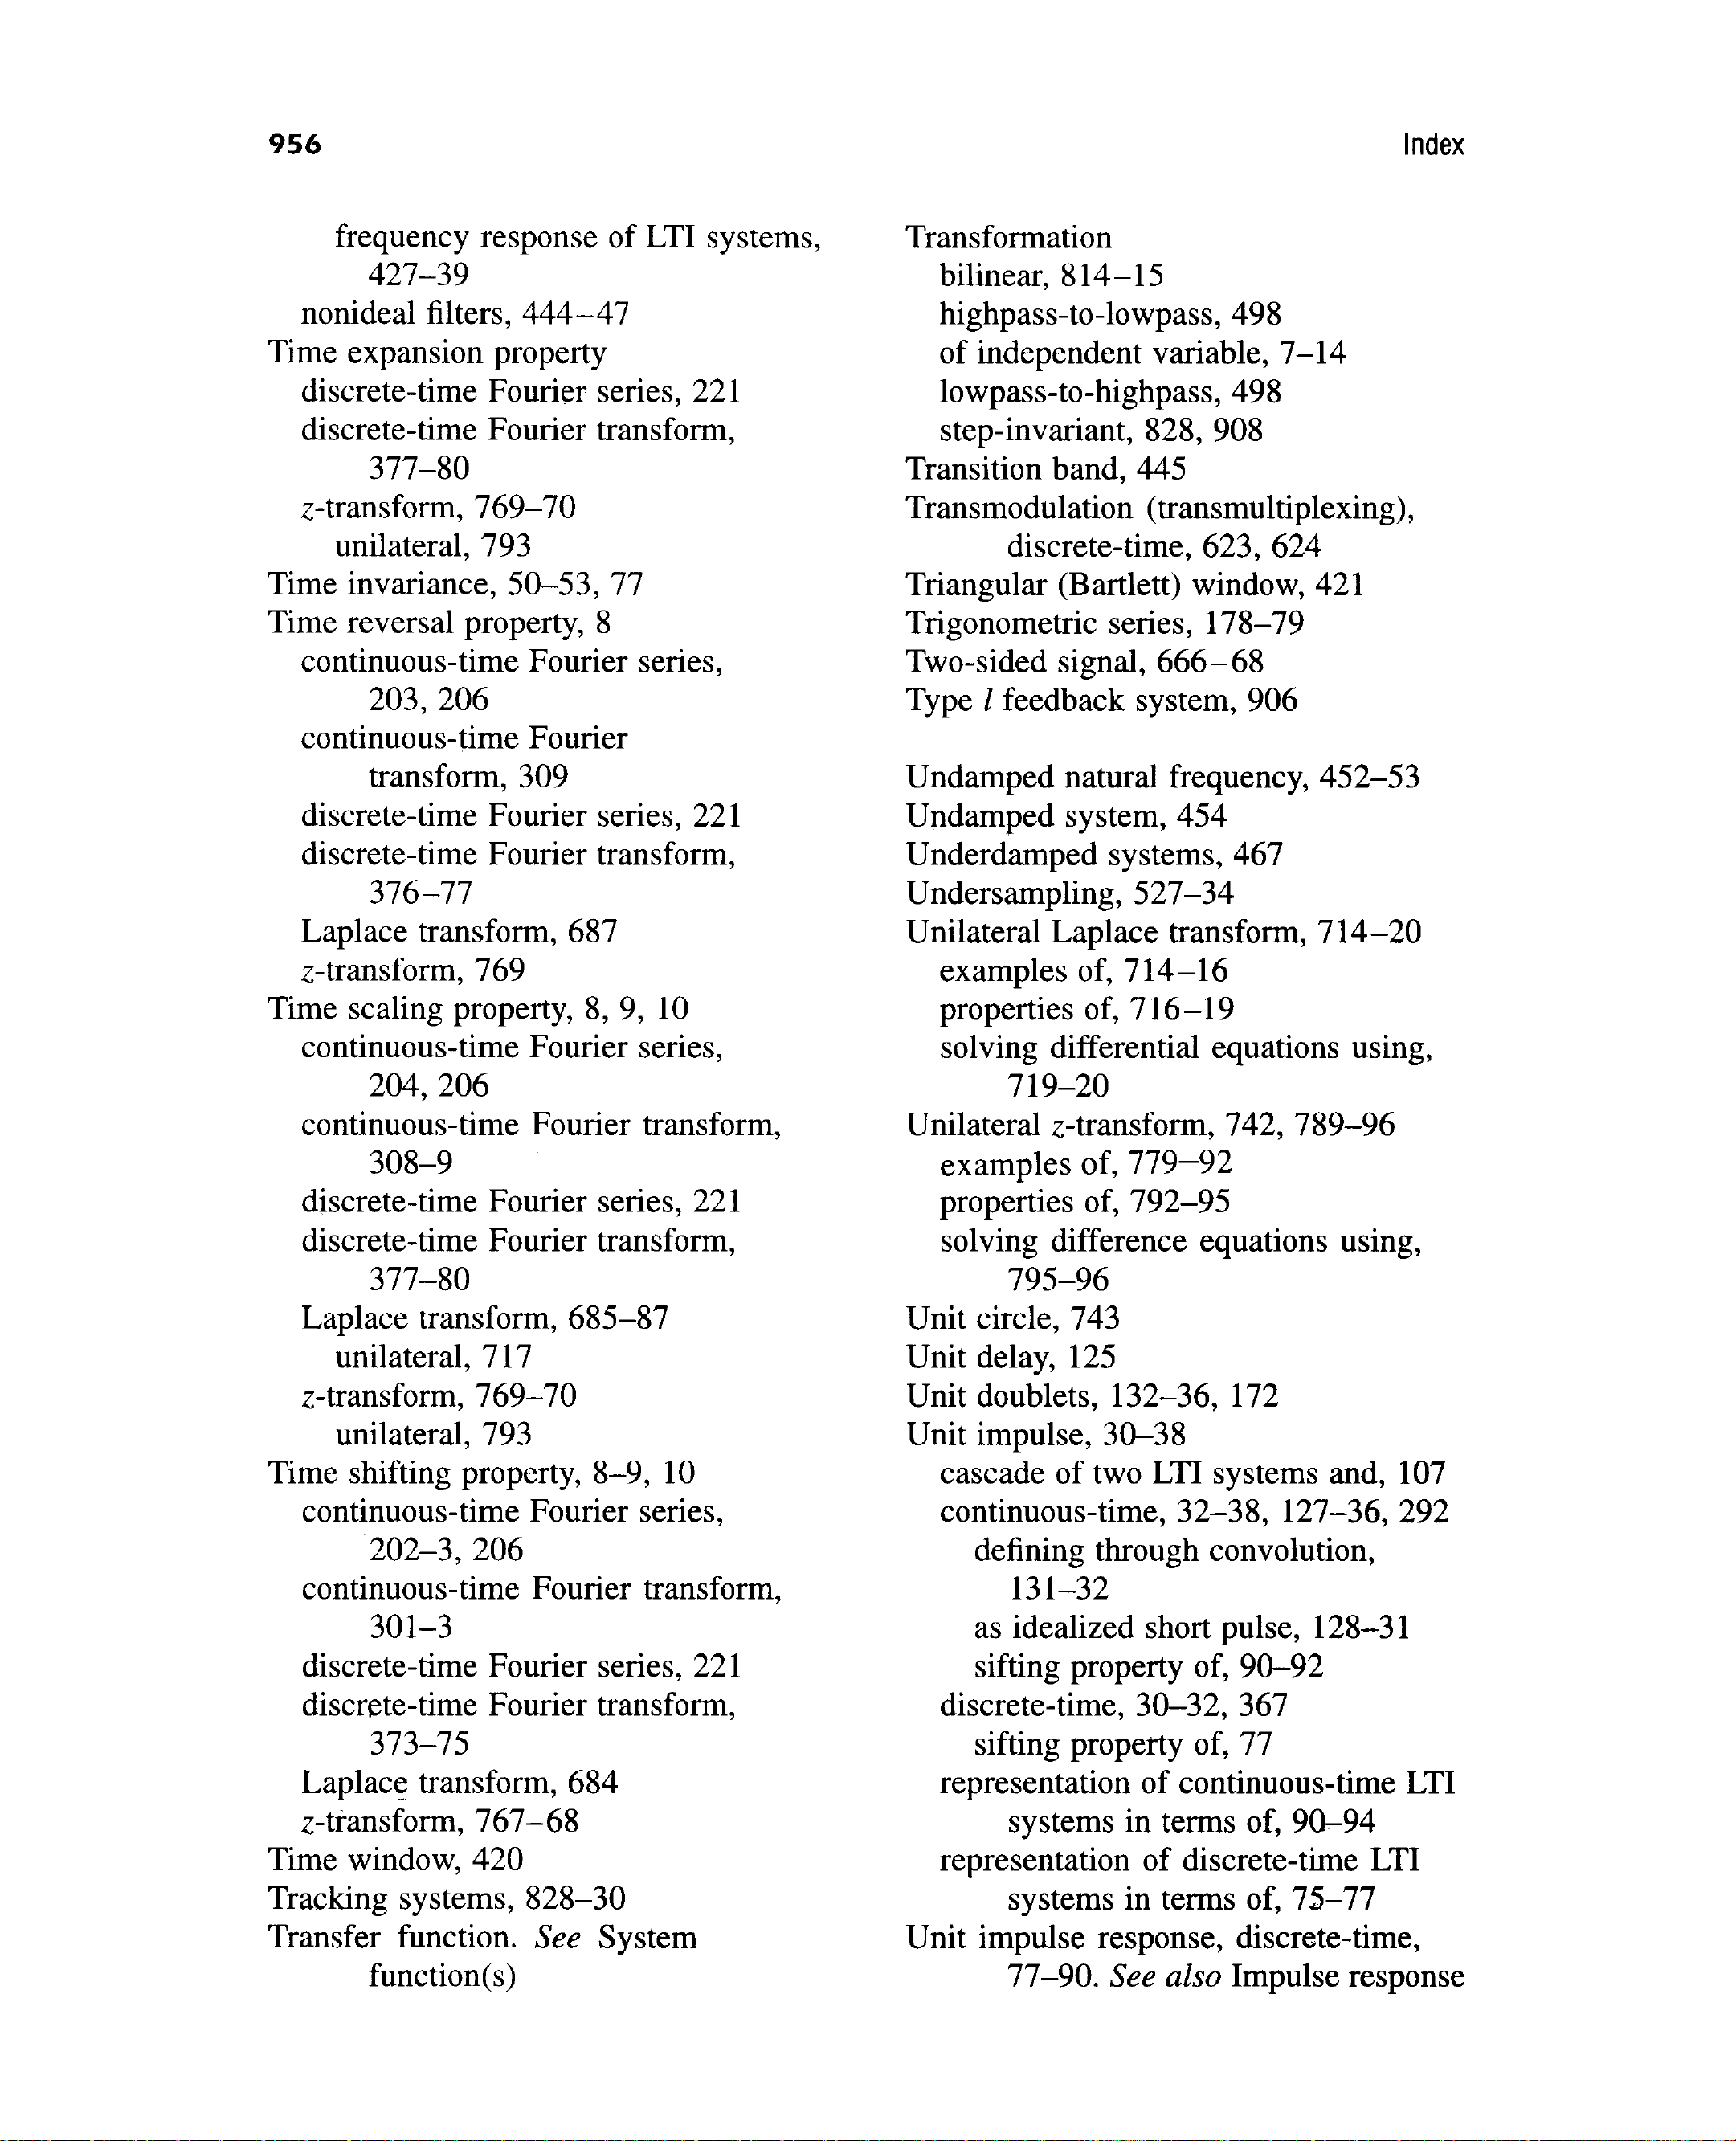 956
Index
frequency response of LTI systems,
427–39
nonideal filters, 444–47
Time expansion property
discrete-time Fourier series, 221
discrete-time Fourier transform,
377–80
z-transform, 769–70
unilateral, 793
Time invariance, 50–53, 77
Time reversal property, 8
continuous-time Fourier series,
203, 206
continuous-time Fourier
transform, 309
discrete-time Fourier series, 221
discrete-time Fourier transform,
376–77
Laplace transform, 687
z-transform, 769
Time scaling property, 8, 9, 10
continuous-time Fourier series,
204, 206
continuous-time Fourier transform,
308–9
discrete-time Fourier series, 221
discrete-time Fourier transform,
377–80
Laplace transform, 685–87
unilateral, 717
z-transform, 769–70
unilateral, 793
Time shifting property, 8–9, 10
continuous-time Fourier series,
202–3, 206
continuous-time Fourier transform,
301–3
discrete-time Fourier series, 221
discrete-time Fourier transform,
373–75
Laplace transform, 684
z-transform, 767–68
Time window, 420
Tracking systems, 828–30
Transfer function. See System
function(s)
Transformation
bilinear, 814–15
highpass-to-lowpass, 498
of independent variable, 7–14
lowpass-to-highpass, 498
step-invariant, 828, 908
Transition band, 445
Transmodulation (transmultiplexing),
discrete-time, 623, 624
Triangular (Bartlett) window, 421
Trigonometric series, 178–79
Two-sided signal, 666–68
Type l feedback system, 906
Undamped natural frequency, 452–53
Undamped system, 454
Underdamped systems, 467
Undersampling, 527–34
Unilateral Laplace transform, 714–20
examples of, 714–16
properties of, 716–19
solving differential equations using,
719–20
Unilateral z-transform, 742, 789–96
examples of, 779–92
properties of, 792–95
solving difference equations using,
795–96
Unit circle, 743
Unit delay, 125
Unit doublets, 132–36, 172
Unit impulse, 30–38
cascade of two LTI systems and, 107
continuous-time, 32–38, 127–36, 292
defining through convolution,
131–32
as idealized short pulse, 128–31
sifting property of, 90–92
discrete-time, 30–32, 367
sifting property of, 77
representation of continuous-time LTI
systems in terms of, 90–94
representation of discrete-time LTI
systems in terms of, 75–77
Unit impulse response, discrete-time,
77–90. See also Impulse response